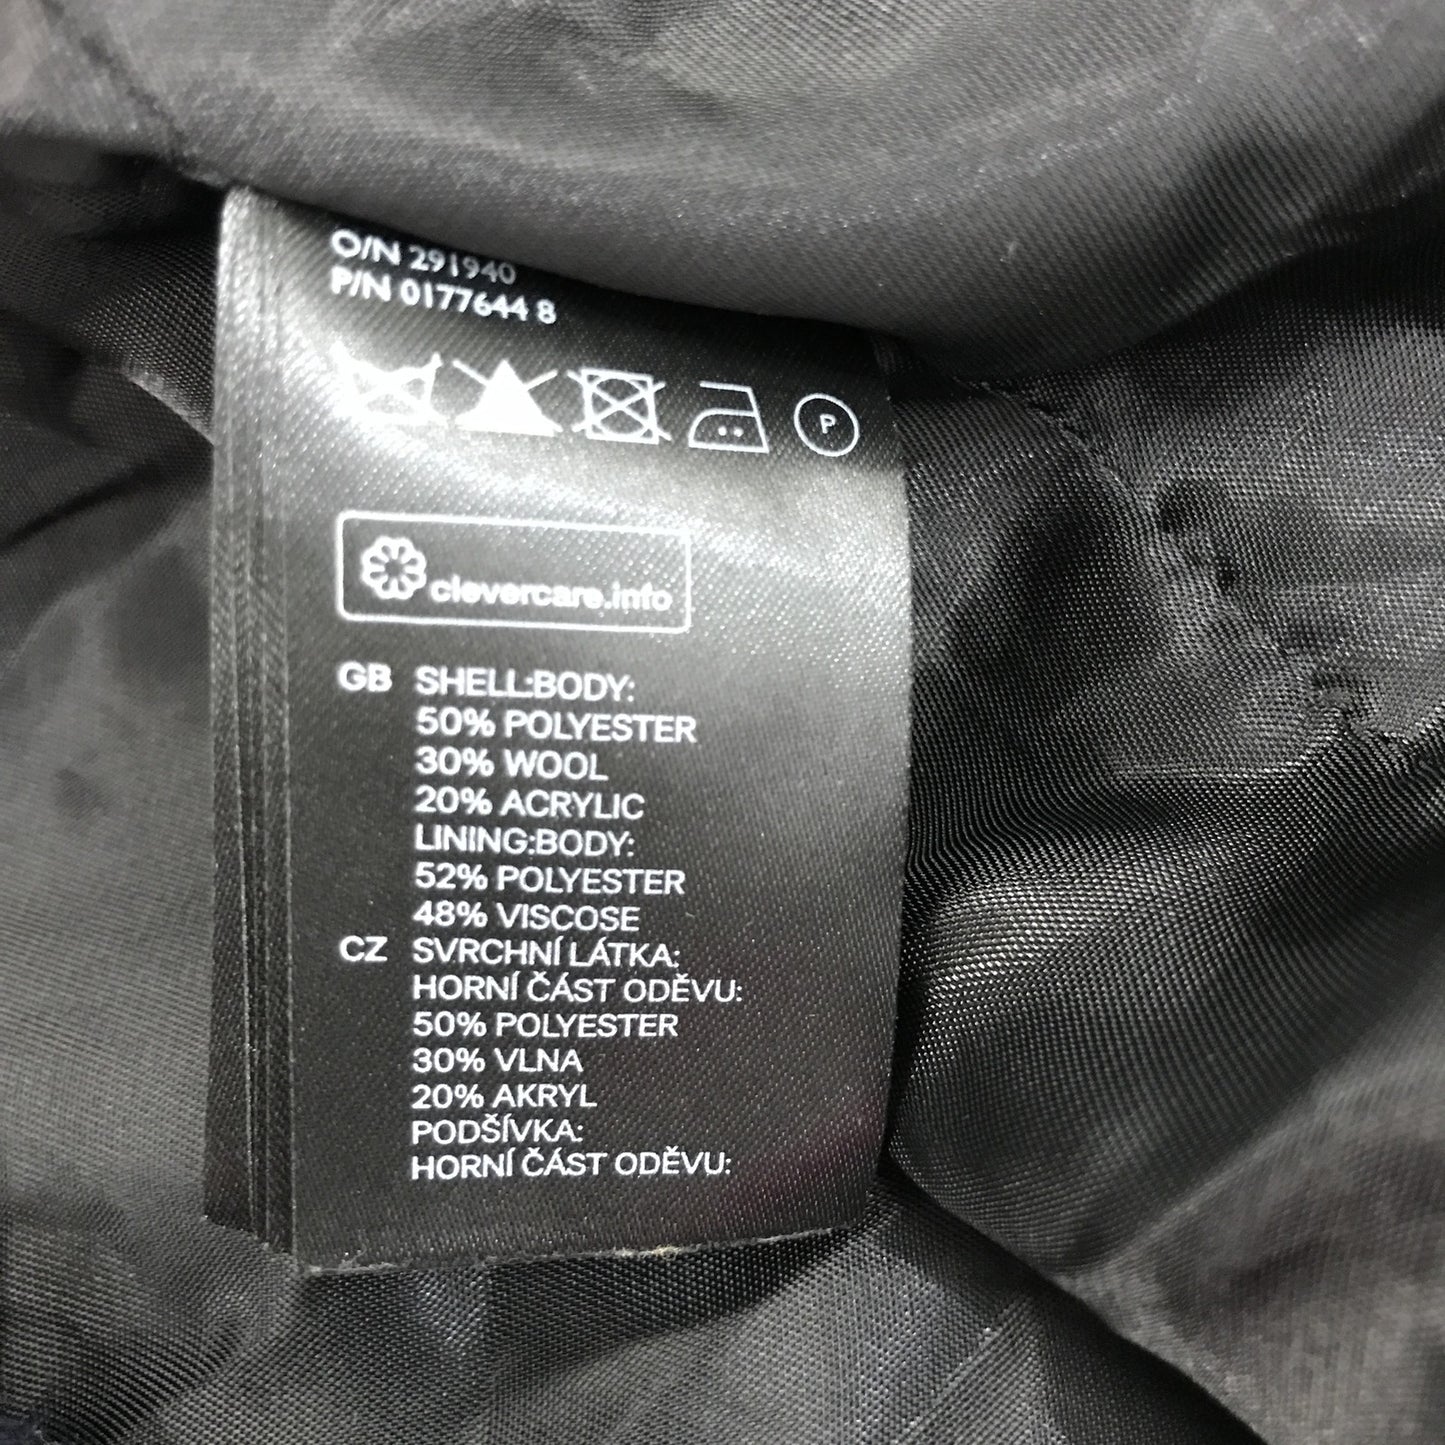 O/N 291940
P/N 0177644 8
P
clevercare.info
GB SHELL:BODY:
50% POLYESTER
30% WOOL
20% ACRYLIC
LINING:BODY:
52% POLYESTER
48% VISCOSE
CZ SVRCHNÍ LÁTKA:
HORNÍ ČÁST ODĚVU:
50% POLYESTER
30% VLNA
20% AKRYL
PODŠÍVKA:
HORNÍ ČÁST ODĚVU: